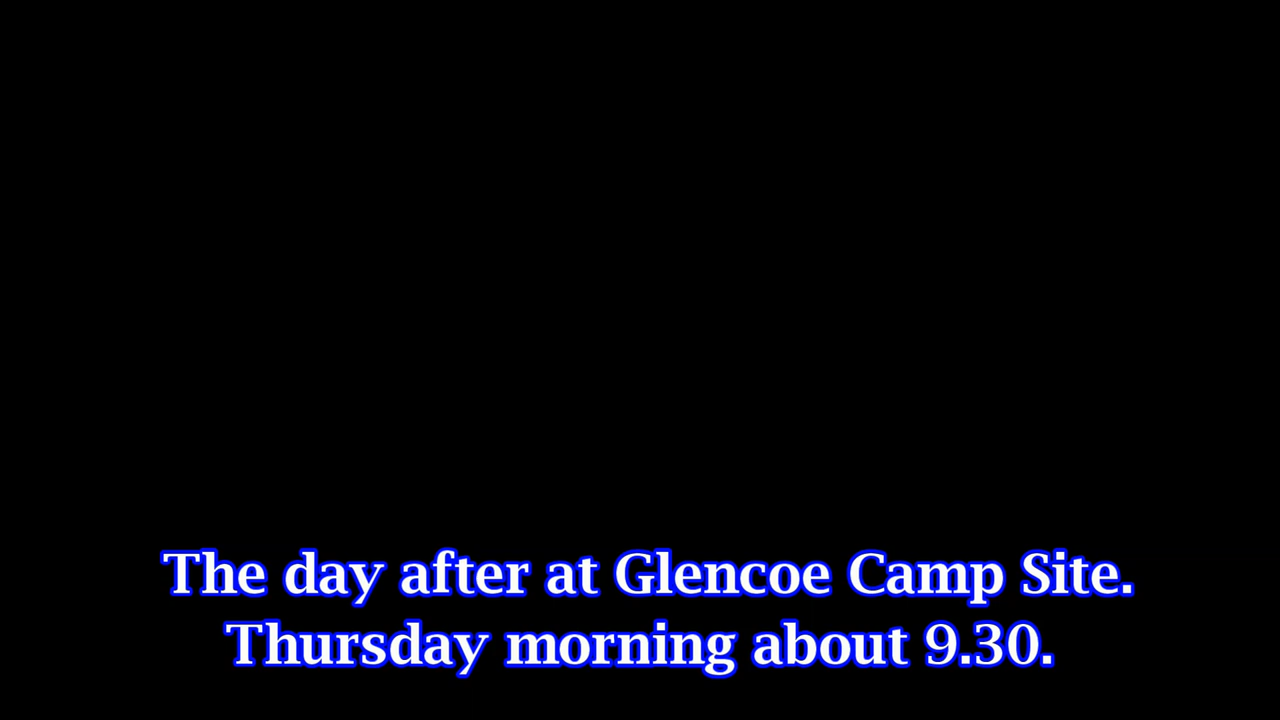 The day after at Glencoe Camp Site.
Thursday morning about 9.30.